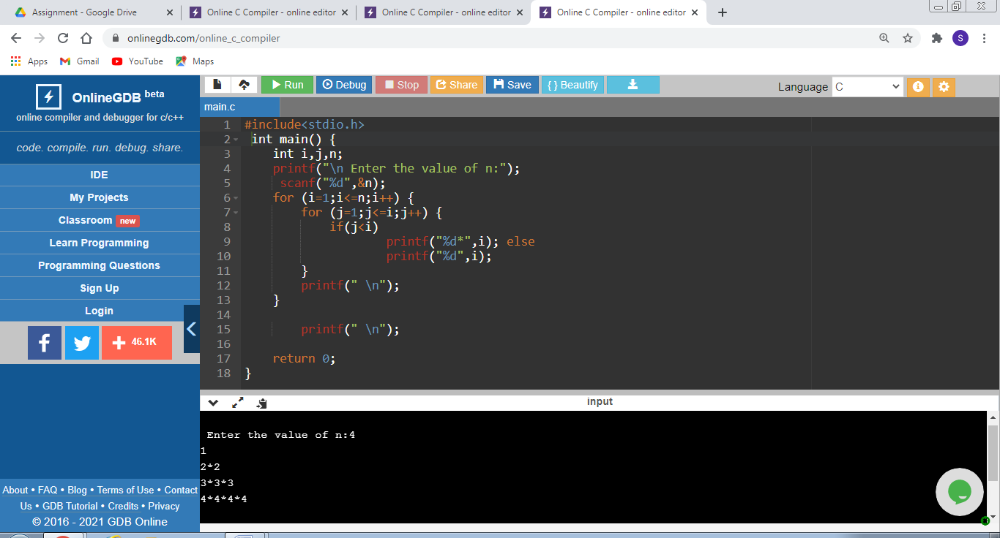 Assignment - Google Drive
Online C Compiler - online editor
Online C Compiler - online editor
Online C Compiler - online editor
onlinegdb.com/online_c_compiler
S
Apps Gmail YouTube Maps
OnlineGDB beta
online compiler and debugger for c/c++
code. compile. run. debug. share.
IDE
My Projects
Classroom new
Learn Programming
Programming Questions
Sign Up
Login
f 46.1K
About • FAQ • Blog • Terms of Use • Contact
Us • GDB Tutorial • Credits • Privacy
© 2016 - 2021 GDB Online
Run Debug Stop Share Save { } Beautify
Language C
main.c
1 #include<stdio.h>
2 int main() {
3 int i,j,n;
4 printf("\n Enter the value of n:");
5 scanf("%d",&n);
6 for (i=1;i<=n;i++) {
7 for (j=1;j<=i;j++) {
8 if(j<i)
9 printf("%d*",i); else
10 printf("%d",i);
11 }
12 printf(" \n");
13 }
14
15 printf(" \n");
16
17 return 0;
18 }
input
Enter the value of n:4
1
2*2
3*3*3
4*4*4*4